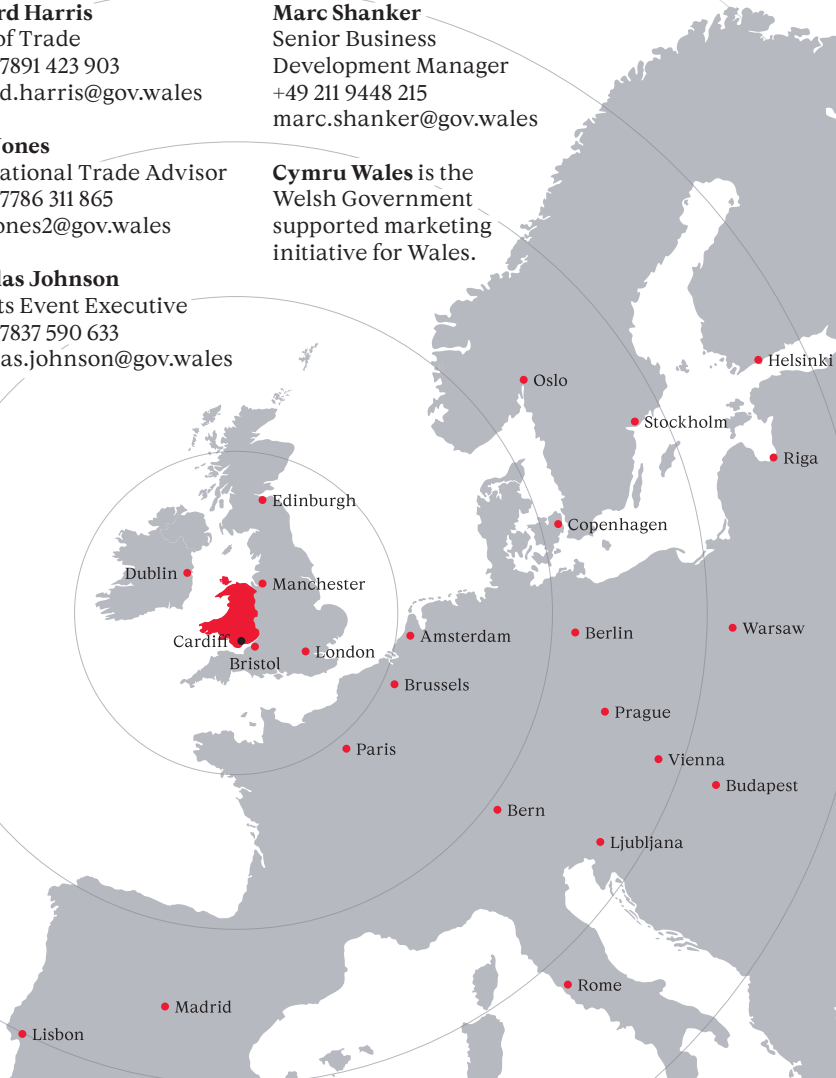 rd Harris
of Trade
7891 423 903
d.harris@gov.wales
ones
ational Trade Advisor
7786 311 865
ones2@gov.wales
las Johnson
ts Event Executive
7837 590 633
as.johnson@gov.wales
Marc Shanker
Senior Business
Development Manager
+49 211 9448 215
marc.shanker@gov.wales
Cymru Wales is the
Welsh Government
supported marketing
initiative for Wales.
Helsinki
Oslo
Stockholm
Riga
Edinburgh
Copenhagen
Dublin
Manchester
Cardiff
Bristol
London
Amsterdam
Berlin
Warsaw
Brussels
Prague
Paris
Vienna
Budapest
Bern
Ljubljana
Rome
Madrid
Lisbon